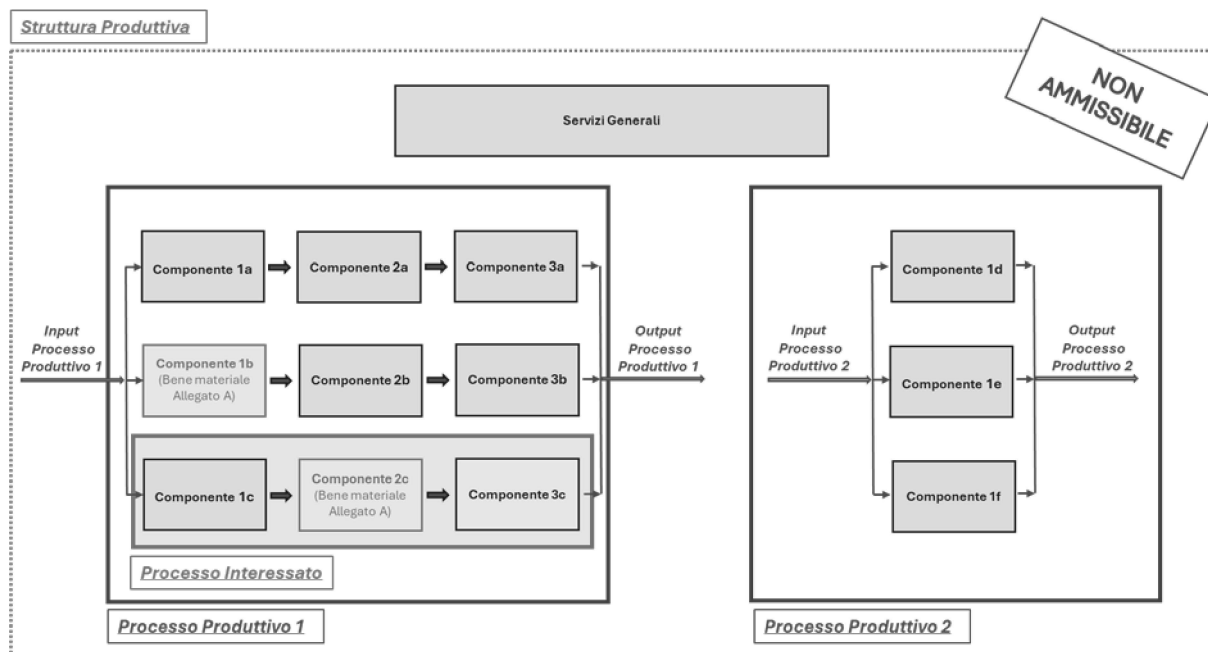 Struttura Produttiva
NON
AMMISSIBILE
Servizi Generali
Componente 1a
Componente 2a
Componente 3a
Input
Processo
Produttivo 1
Componente 1b
(Bene materiale
Allegato A)
Componente 2b
Componente 3b
Output
Processo
Produttivo 1
Componente 1c
Componente 2c
(Bene materiale
Allegato A)
Componente 3c
Processo Interessato
Processo Produttivo 1
Componente 1d
Input
Processo
Produttivo 2
Componente 1e
Output
Processo
Produttivo 2
Componente 1f
Processo Produttivo 2